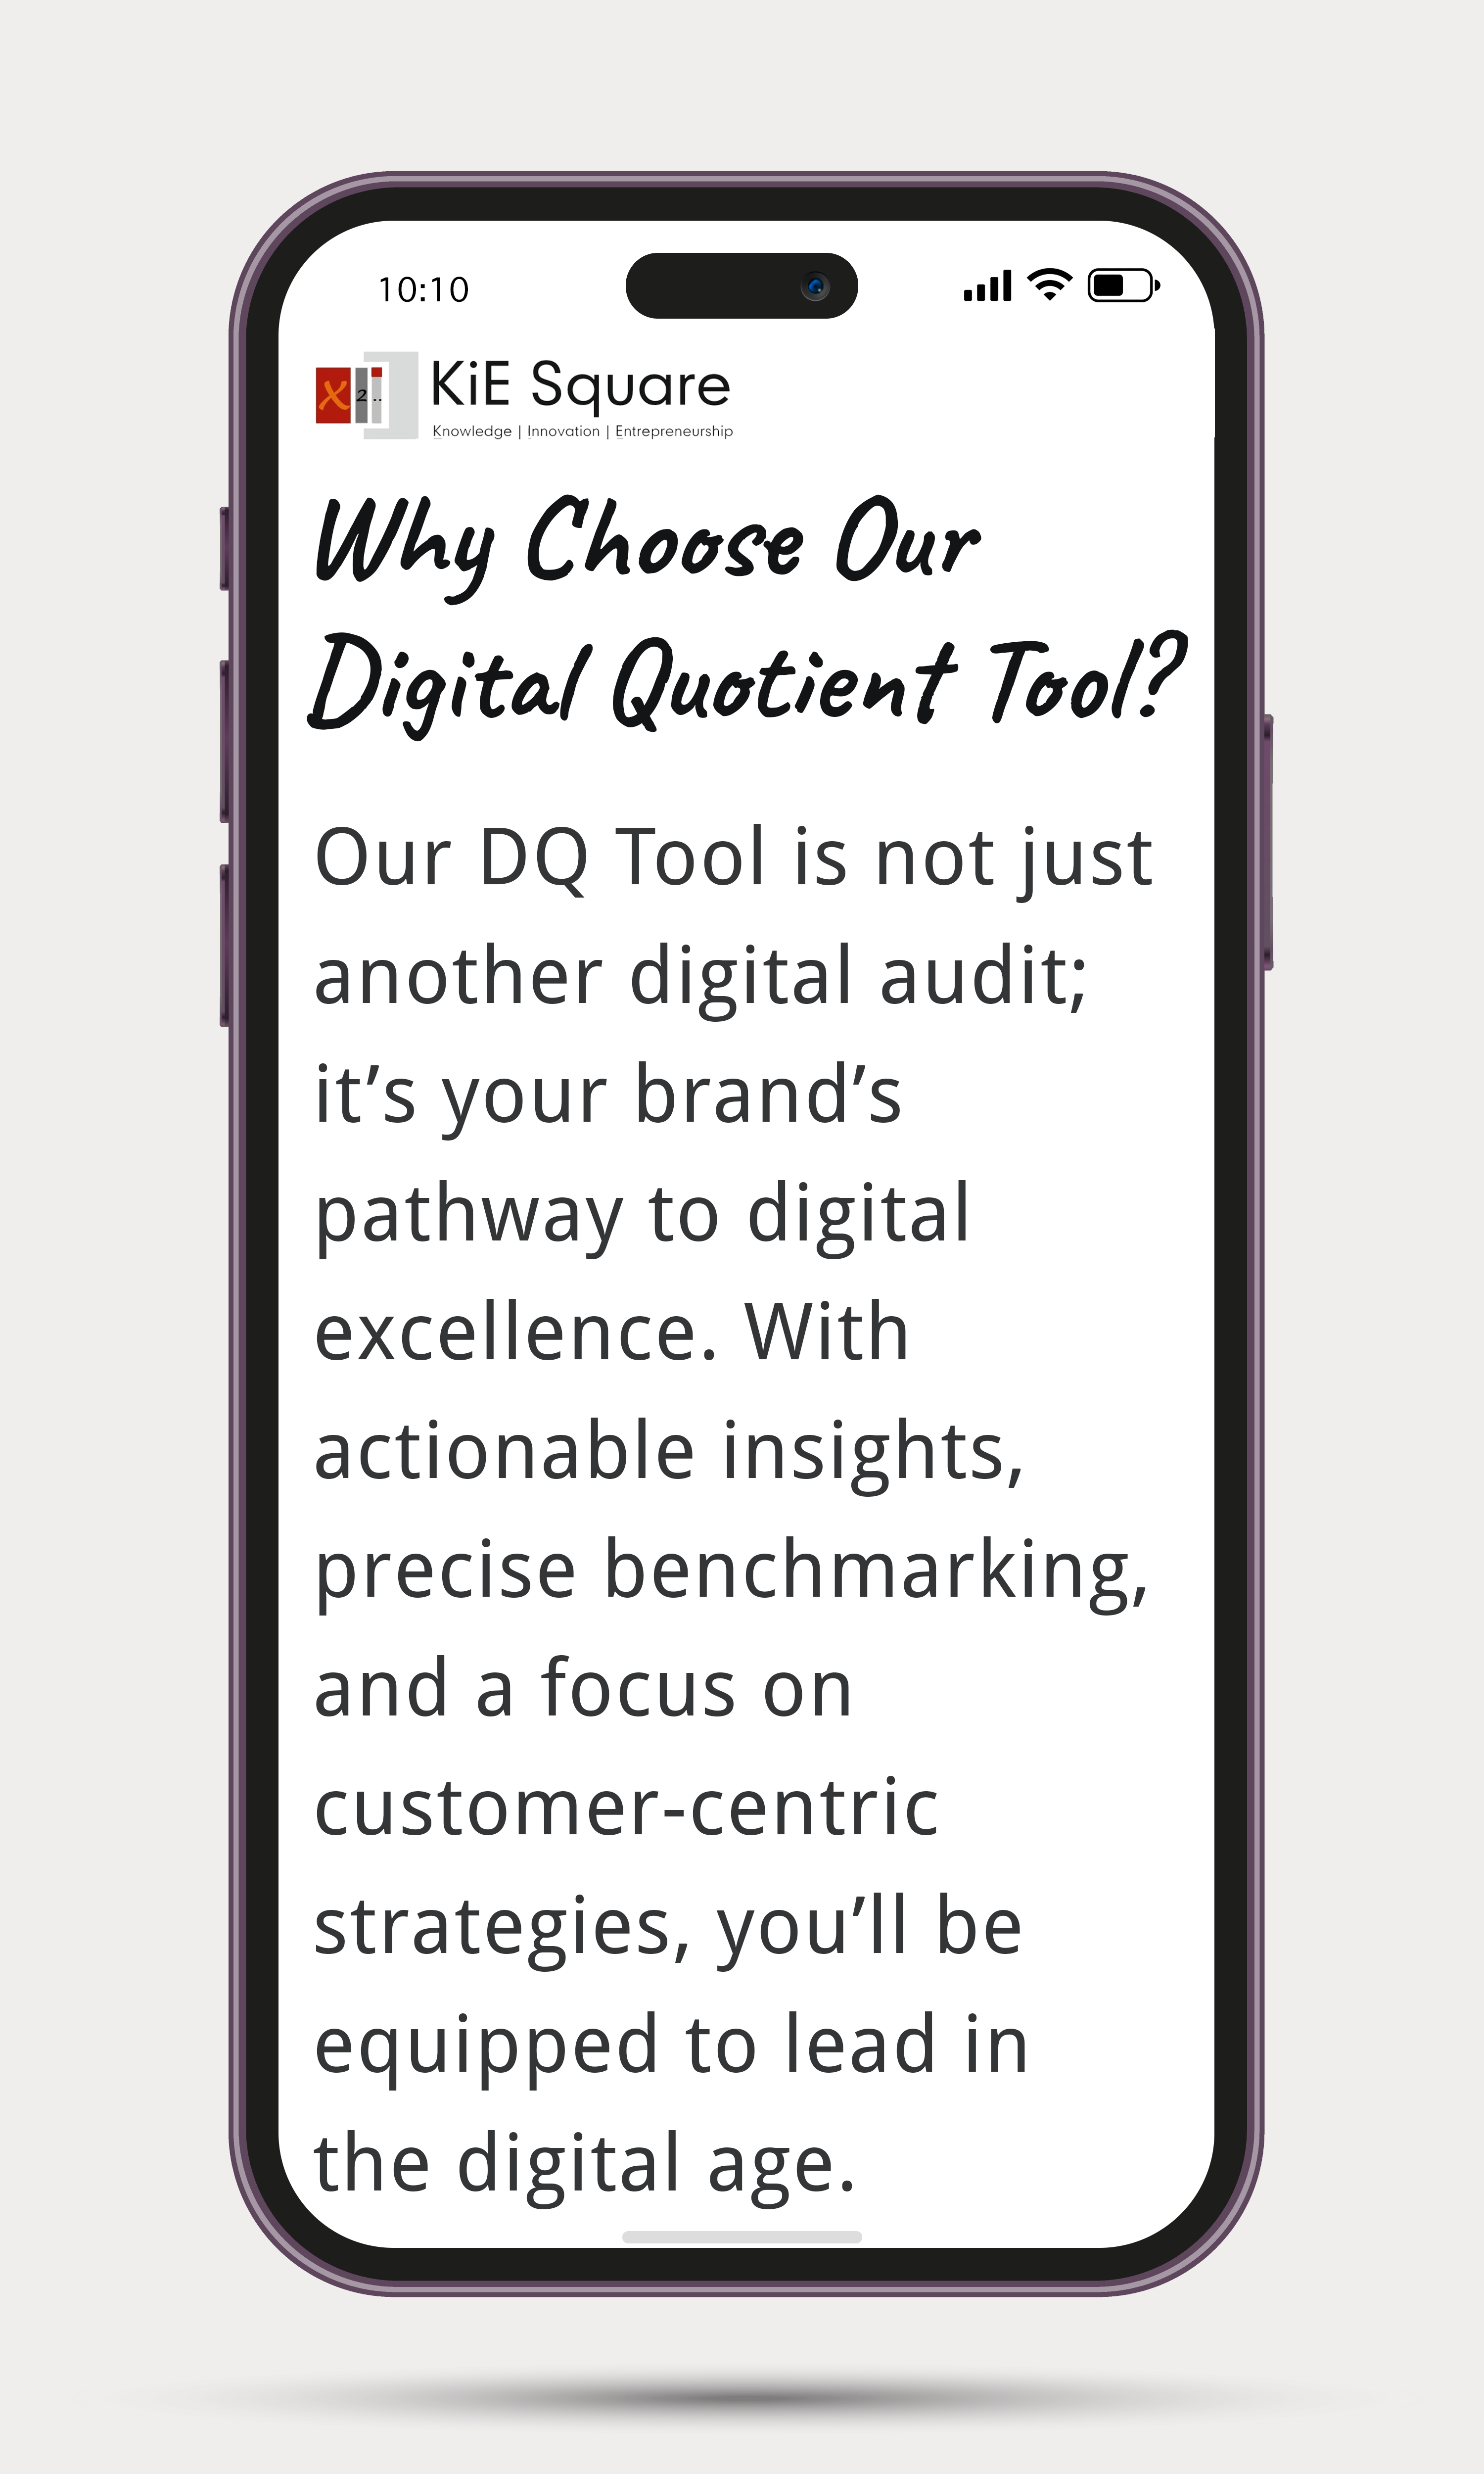 10:10
x 2 ..
KiE Square
Knowledge | Innovation | Entrepreneurship
Why Choose Our
Digital Quotient Tool?
Our DQ Tool is not just
another digital audit;
it’s your brand’s
pathway to digital
excellence. With
actionable insights,
precise benchmarking,
and a focus on
customer-centric
strategies, you’ll be
equipped to lead in
the digital age.